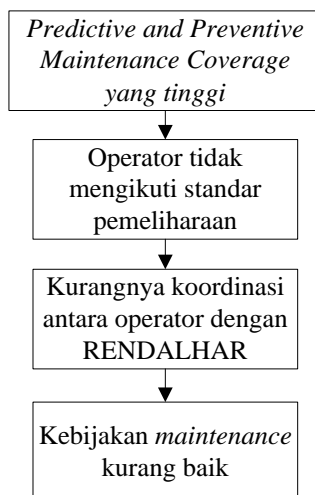 Predictive and Preventive
Maintenance Coverage
yang tinggi
Operator tidak
mengikuti standar
pemeliharaan
Kurangnya koordinasi
antara operator dengan
RENDALHAR
Kebijakan maintenance
kurang baik